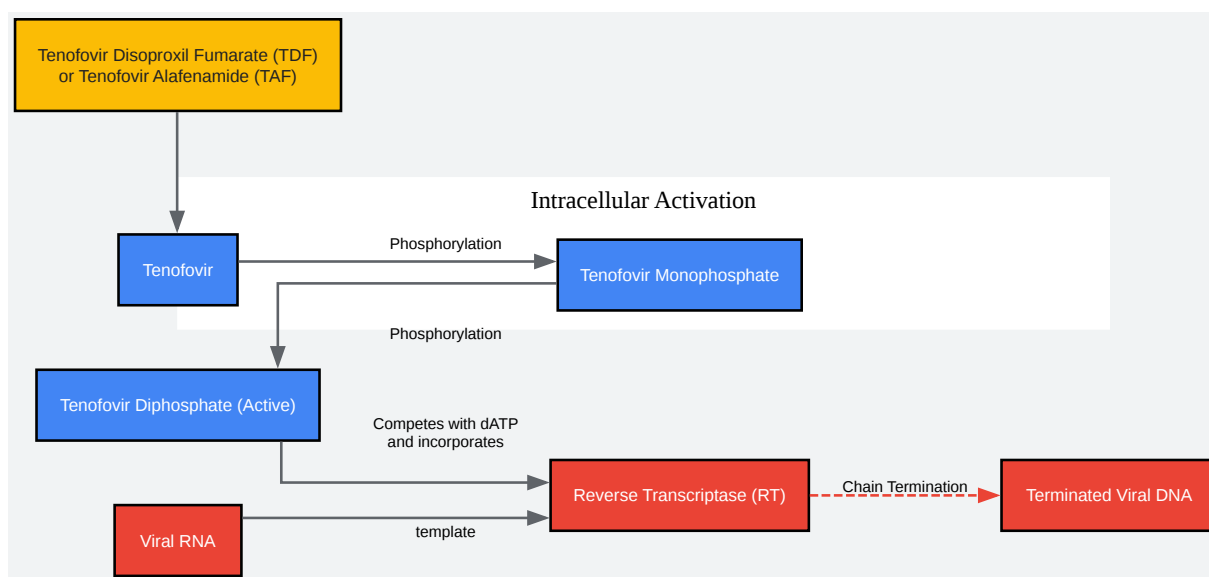 Tenofovir Disoproxil Fumarate (TDF)
or Tenofovir Alafenamide (TAF)
Intracellular Activation
Phosphorylation
Tenofovir
Tenofovir Monophosphate
Phosphorylation
Tenofovir Diphosphate (Active)
Competes with dATP
and incorporates
Reverse Transcriptase (RT)
Chain Termination
Terminated Viral DNA
template
Viral RNA